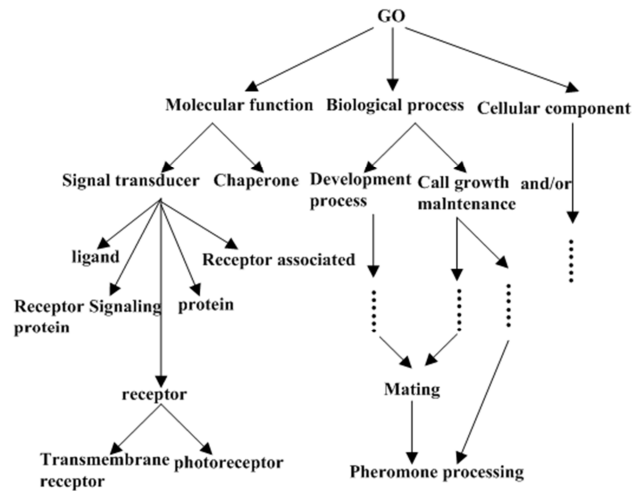 GO
Molecular function Biological process Cellular component
Signal transducer Chaperone Development Call growth and/or
process malntenance
ligand Receptor associated
Receptor Signaling protein
protein
receptor
Mating
Transmembrane photoreceptor
receptor
Pheromone processing